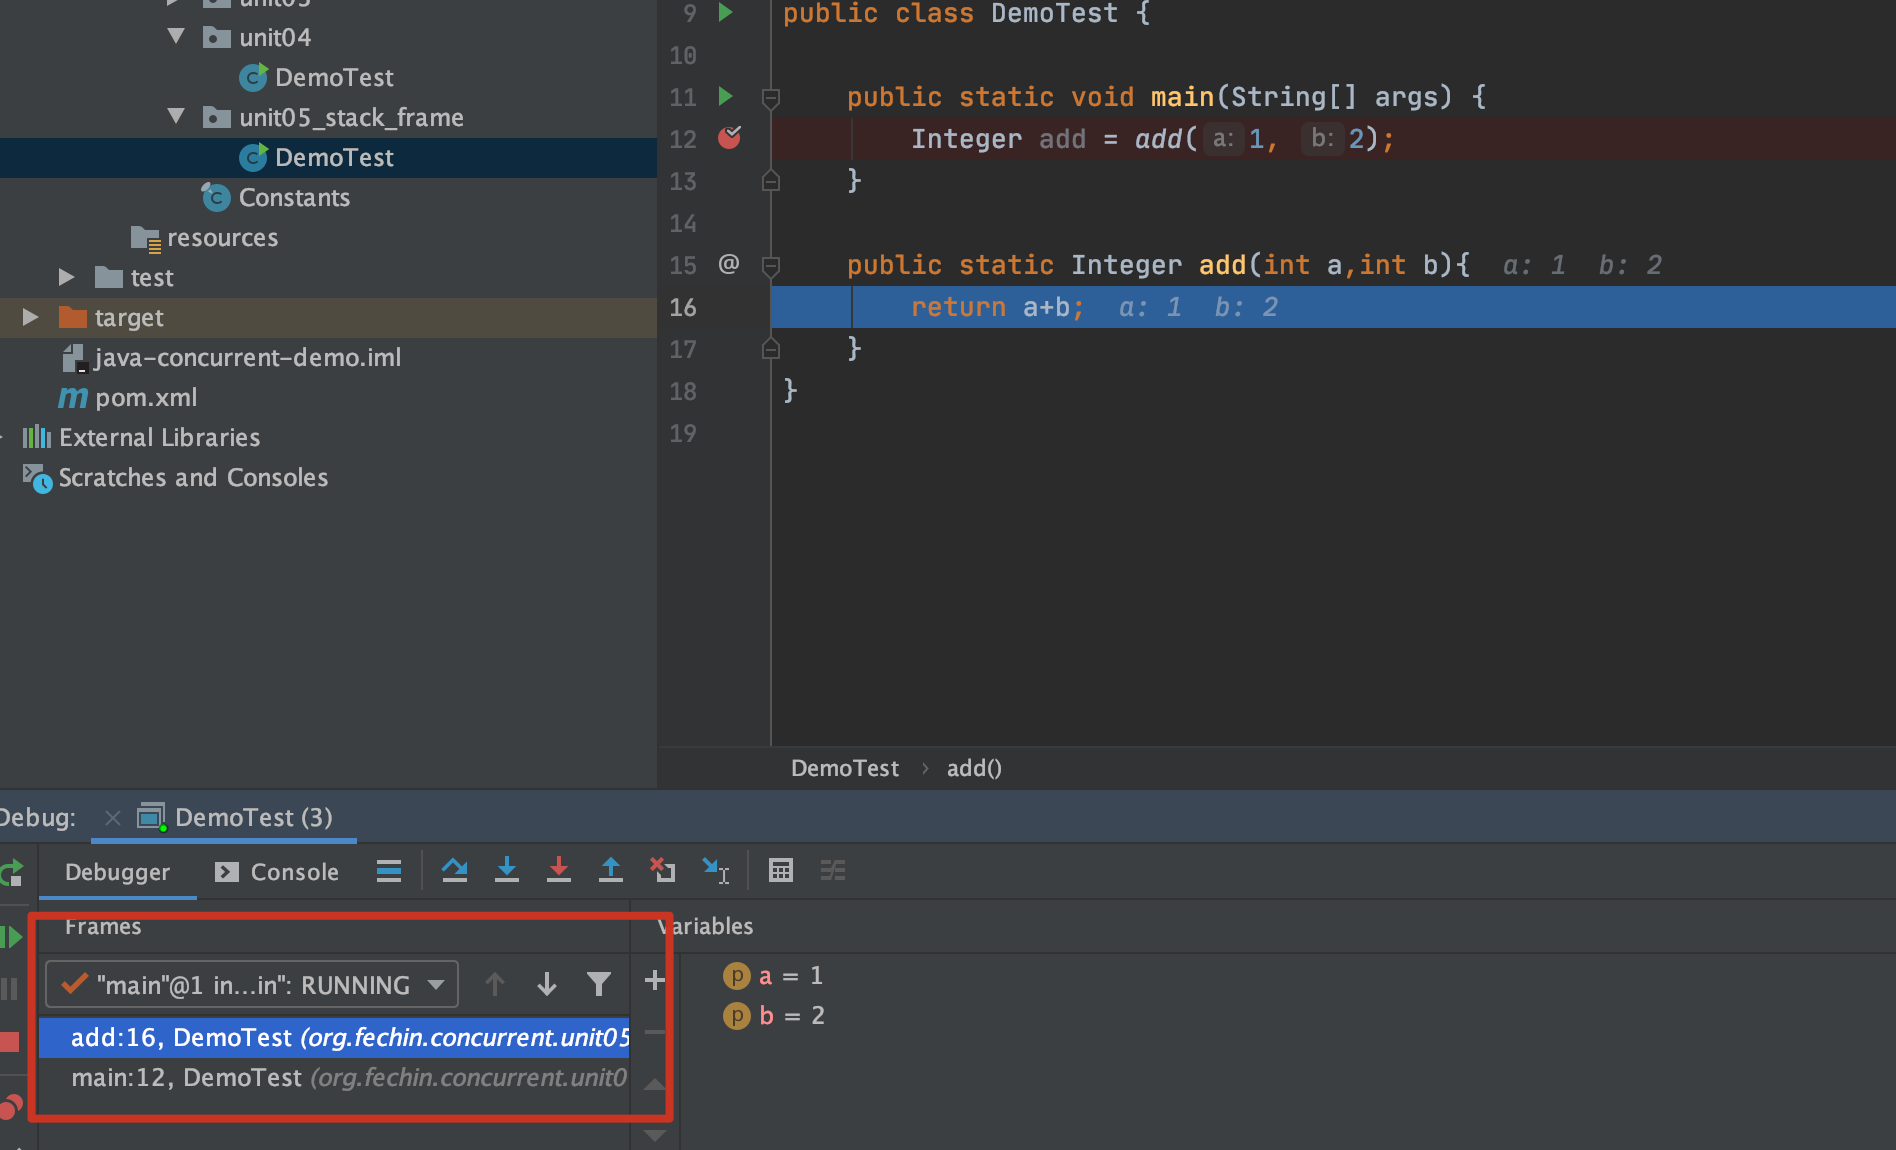 unit03
unit04
DemoTest
unit05_stack_frame
DemoTest
Constants
resources
test
target
java-concurrent-demo.iml
m pom.xml
External Libraries
Scratches and Consoles
9 public class DemoTest {
10
11 public static void main(String[] args) {
12 Integer add = add( a: 1, b: 2);
13 }
14
15 @ public static Integer add(int a,int b){ a: 1 b: 2
16 return a+b; a: 1 b: 2
17 }
18 }
19
DemoTest › add()
Debug: DemoTest (3)
Debugger Console
Frames
"main"@1 in...in": RUNNING
add:16, DemoTest (org.fechin.concurrent.unit05
main:12, DemoTest (org.fechin.concurrent.unit0
Variables
p a = 1
p b = 2